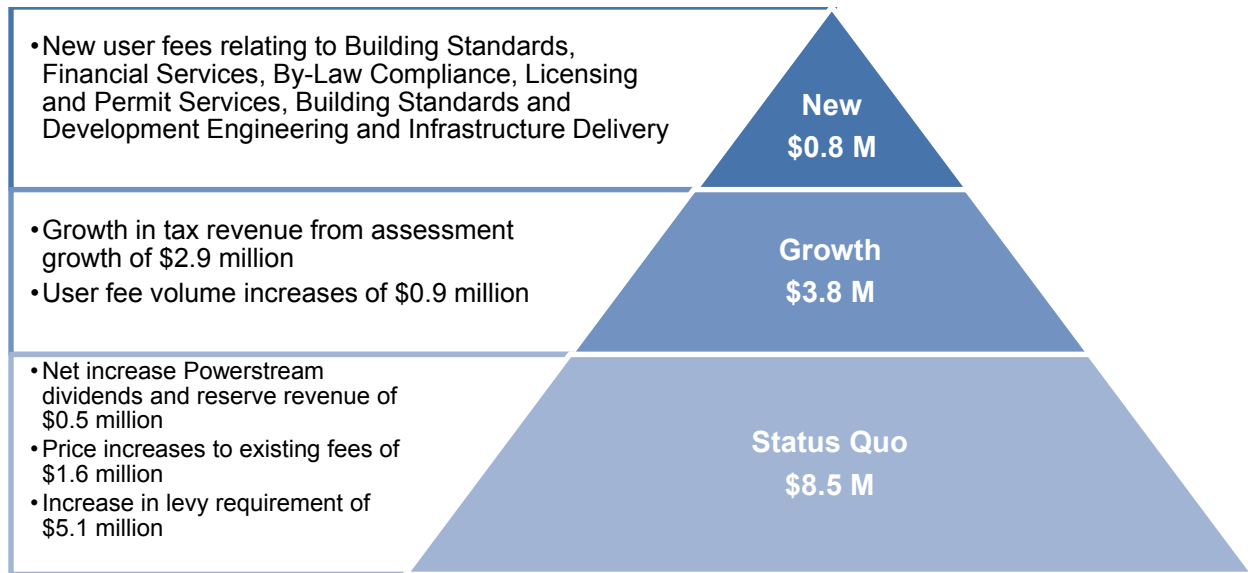 •New user fees relating to Building Standards,
Financial Services, By-Law Compliance, Licensing
and Permit Services, Building Standards and
Development Engineering and Infrastructure Delivery
New
$0.8 M
•Growth in tax revenue from assessment
growth of $2.9 million
•User fee volume increases of $0.9 million
Growth
$3.8 M
•Net increase Powerstream
dividends and reserve revenue of
$0.5 million
•Price increases to existing fees of
$1.6 million
•Increase in levy requirement of
$5.1 million
Status Quo
$8.5 M